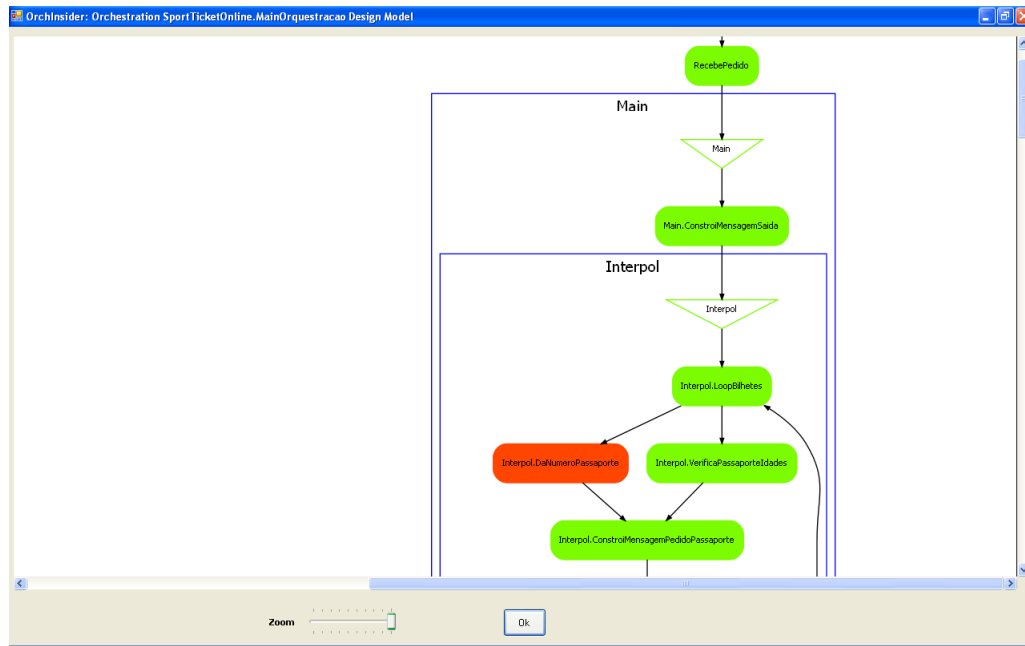 OrchInsider: Orchestration SportTicketOnline.MainOrquestracao Design Model
RecebePedido
Main
Main
Main.ConstroiMensagemSaida
Interpol
Interpol
Interpol.LoopBilhetes
Interpol.DaNumeroPassaporte
Interpol.VerificaPassaporteIdades
Interpol.ConstroiMensagemPedidoPassaporte
Zoom
Ok